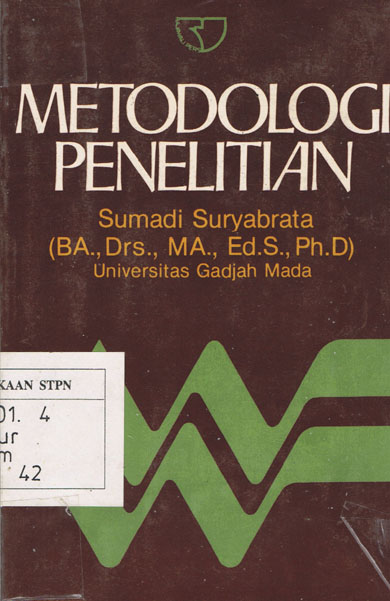 METODOLOGI
PENELITIAN
Sumadi Suryabrata
(BA., Drs., MA., Ed.S., Ph.D)
Universitas Gadjah Mada
KAAN STPN
01. 4
ur
m
42